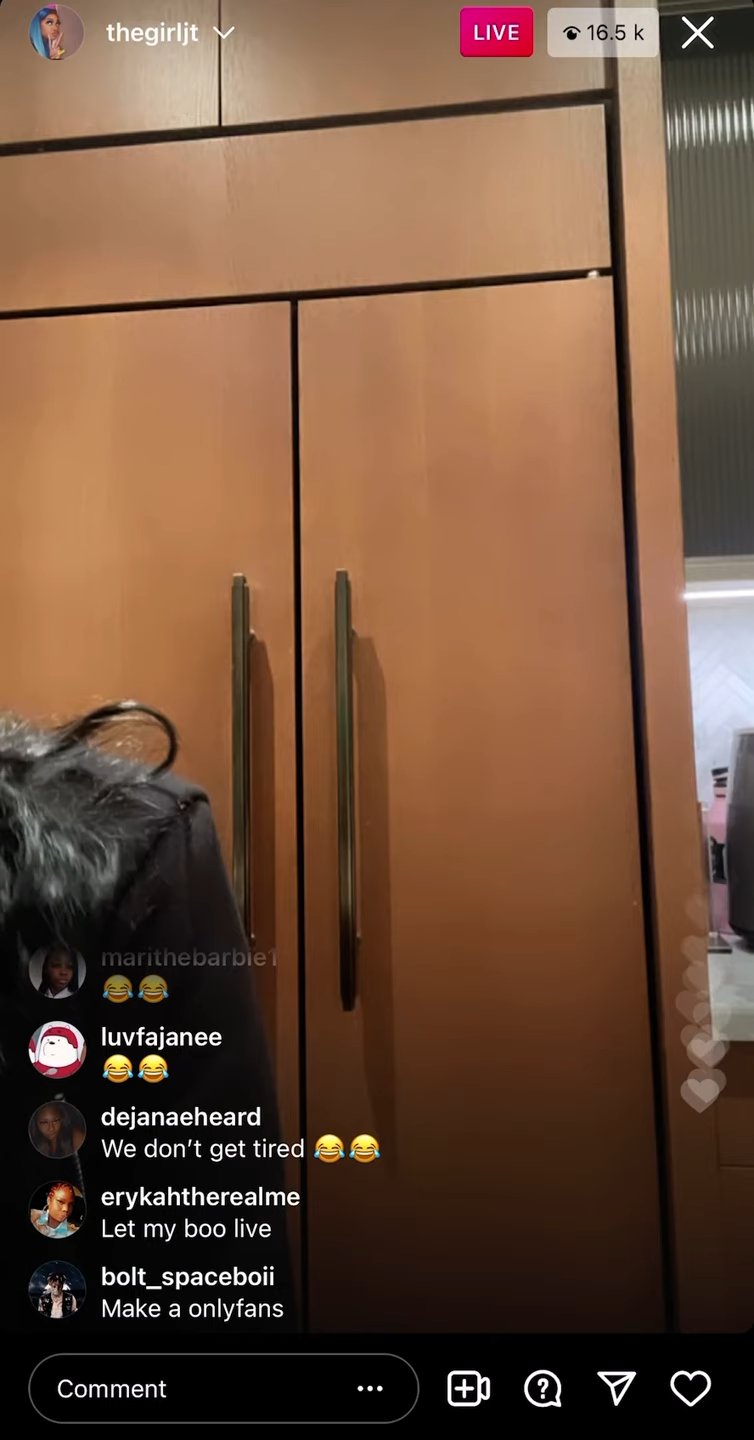 thegirljt
LIVE
16.5 k
marithebarbie1
😂😂
luvfajanee
😂😂
dejanaeheard
We don’t get tired 😂😂
erykahtherealme
Let my boo live
bolt_spaceboii
Make a onlyfans
Comment